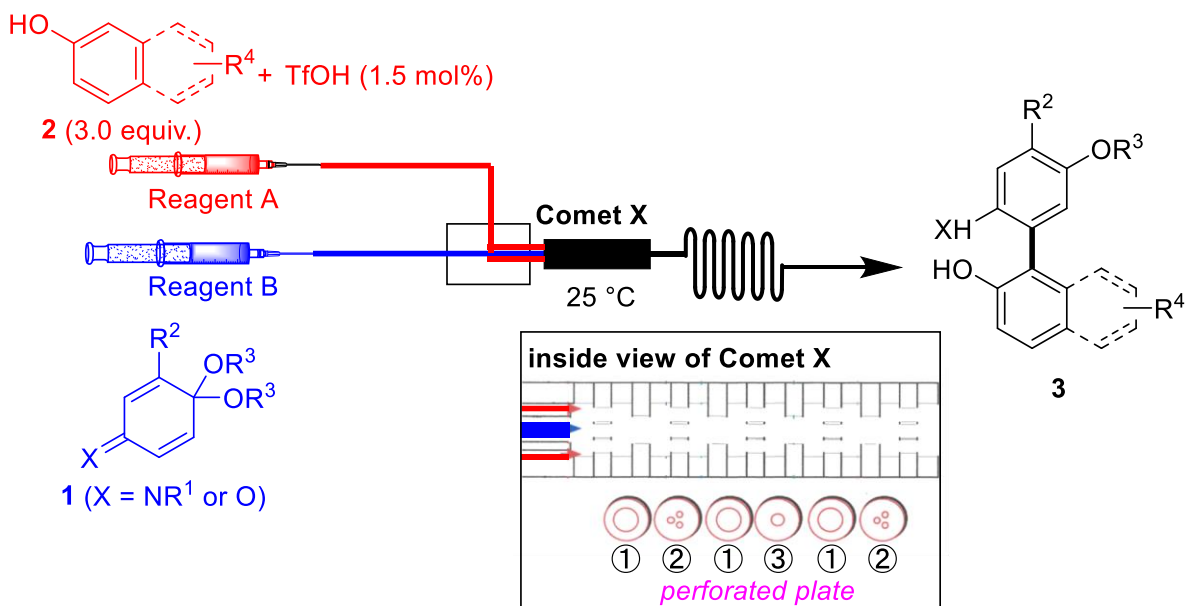 HO
R⁴
+ TfOH (1.5 mol%)
2 (3.0 equiv.)
Reagent A
Reagent B
Comet X
25 °C
R²
OR³
OR³
X
1 (X = NR¹ or O)
R²
OR³
XH
HO
R⁴
3
inside view of Comet X
① ② ① ③ ① ②
perforated plate